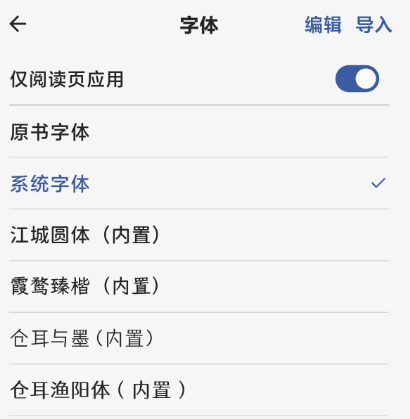 字体 编辑 导入
仅阅读页应用
原书字体
系统字体
江城圆体（内置）
霞鹜臻楷（内置）
仓耳与墨（内置）
仓耳渔阳体（内置）